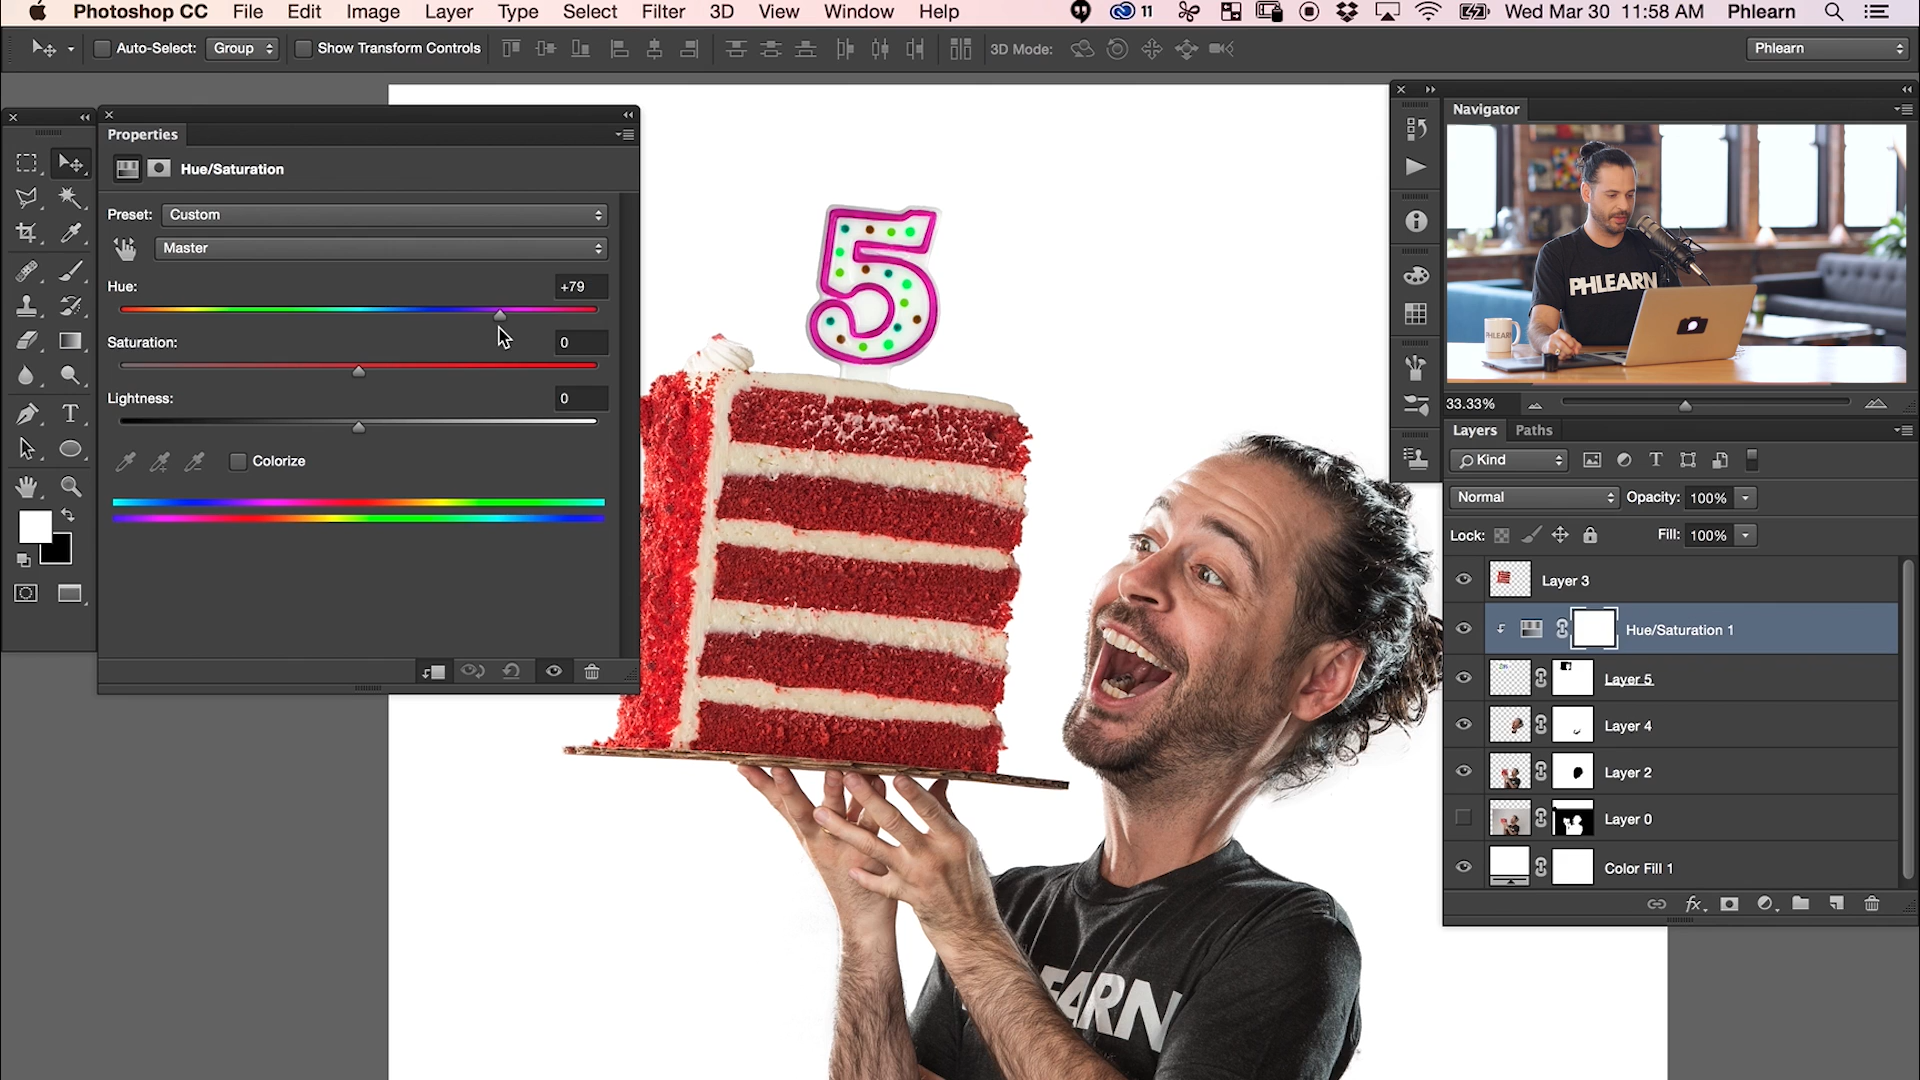 Photoshop CC File Edit Image Layer Type Select Filter 3D View Window Help 11 Wed Mar 30 11:58 AM Phlearn
Auto-Select: Group Show Transform Controls 3D Mode: Phlearn
Properties
Hue/Saturation
Preset: Custom
Master
Hue: +79
Saturation: 0
Lightness: 0
Colorize
5
PHLEARN
Navigator
PHLEARN
PHLEARN
33.33%
Layers Paths
Kind T
Normal Opacity: 100%
Lock: Fill: 100%
Layer 3
Hue/Saturation 1
Layer 5
Layer 4
Layer 2
Layer 0
Color Fill 1
fx